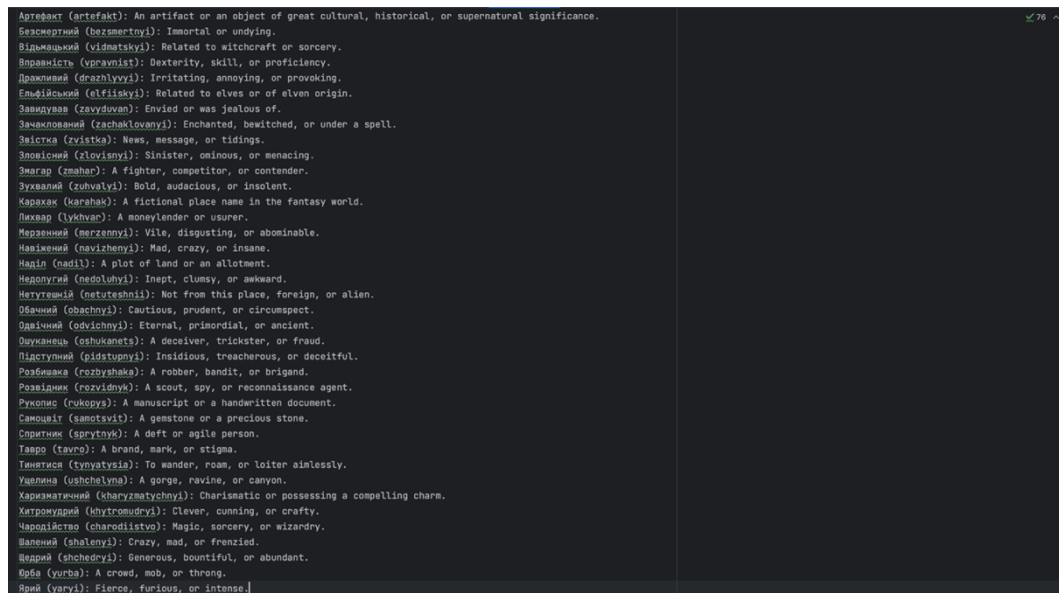 Артефакт (artefakt): An artifact or an object of great cultural, historical, or supernatural significance.
76
Безсмертний (bezsmertnyi): Immortal or undying.
Відьмацький (vidmatskyi): Related to witchcraft or sorcery.
Вправність (vpravnist): Dexterity, skill, or proficiency.
Дражливий (drazhlyvyi): Irritating, annoying, or provoking.
Ельфійський (elfiiskyi): Related to elves or of elven origin.
Завидував (zavyduvan): Envied or was jealous of.
Зачаклований (zachaklovanyi): Enchanted, bewitched, or under a spell.
Звістка (zvistka): News, message, or tidings.
Зловісний (zlovisnyi): Sinister, ominous, or menacing.
Змагар (zmahar): A fighter, competitor, or contender.
Зухвалий (zuhvalyi): Bold, audacious, or insolent.
Карахак (karahak): A fictional place name in the fantasy world.
Лихвар (lykhvar): A moneylender or usurer.
Мерзенний (merzennyi): Vile, disgusting, or abominable.
Навіжений (navizhenyi): Mad, crazy, or insane.
Наділ (nadil): A plot of land or an allotment.
Недолугий (nedoluhyi): Inept, clumsy, or awkward.
Нетутешній (netuteshnii): Not from this place, foreign, or alien.
Обачний (obachnyi): Cautious, prudent, or circumspect.
Одвічний (odvichnyi): Eternal, primordial, or ancient.
Ошуканець (oshukanets): A deceiver, trickster, or fraud.
Підступний (pidstupnyi): Insidious, treacherous, or deceitful.
Розбишака (rozbyshaka): A robber, bandit, or brigand.
Розвідник (rozvidnyk): A scout, spy, or reconnaissance agent.
Рукопис (rukopys): A manuscript or a handwritten document.
Самоцвіт (samotsvit): A gemstone or a precious stone.
Спритник (sprytnyk): A deft or agile person.
Тавро (tavro): A brand, mark, or stigma.
Тинятися (tynyatysia): To wander, roam, or loiter aimlessly.
Ущелина (ushchelyna): A gorge, ravine, or canyon.
Харизматичний (kharyzmatychnyi): Charismatic or possessing a compelling charm.
Хитромудрий (khytromudryi): Clever, cunning, or crafty.
Чародійство (charodiistvo): Magic, sorcery, or wizardry.
Шалений (shalenyi): Crazy, mad, or frenzied.
Щедрий (shchedryi): Generous, bountiful, or abundant.
Юрба (yurba): A crowd, mob, or throng.
Ярий (yaryi): Fierce, furious, or intense.